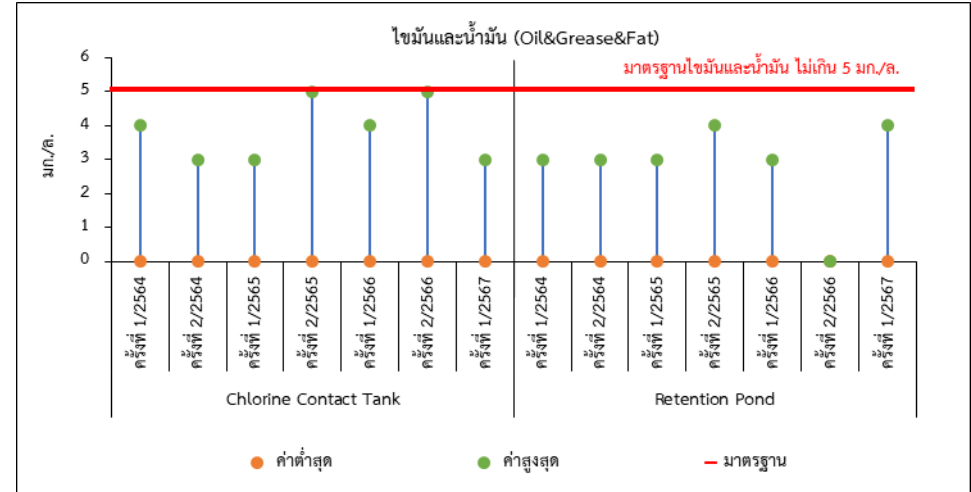 ไขมันและน้ำมัน (Oil&Grease&Fat)
มาตรฐานไขมันและน้ำมัน ไม่เกิน 5 มก./ล.
มก./ล.
6
5
4
3
2
1
0
ครั้งที่ 1/2564
ครั้งที่ 2/2564
ครั้งที่ 1/2565
ครั้งที่ 2/2565
ครั้งที่ 1/2566
ครั้งที่ 2/2566
ครั้งที่ 1/2567
ครั้งที่ 1/2564
ครั้งที่ 2/2564
ครั้งที่ 1/2565
ครั้งที่ 2/2565
ครั้งที่ 1/2566
ครั้งที่ 2/2566
ครั้งที่ 1/2567
Chlorine Contact Tank
Retention Pond
ค่าต่ำสุด
ค่าสูงสุด
มาตรฐาน